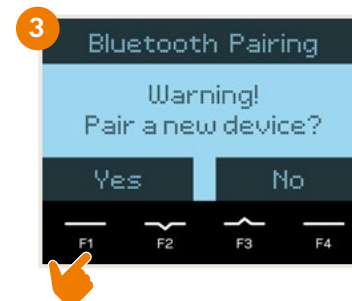 3
Bluetooth Pairing
Warning!
Pair a new device?
Yes No
F1 F2 F3 F4